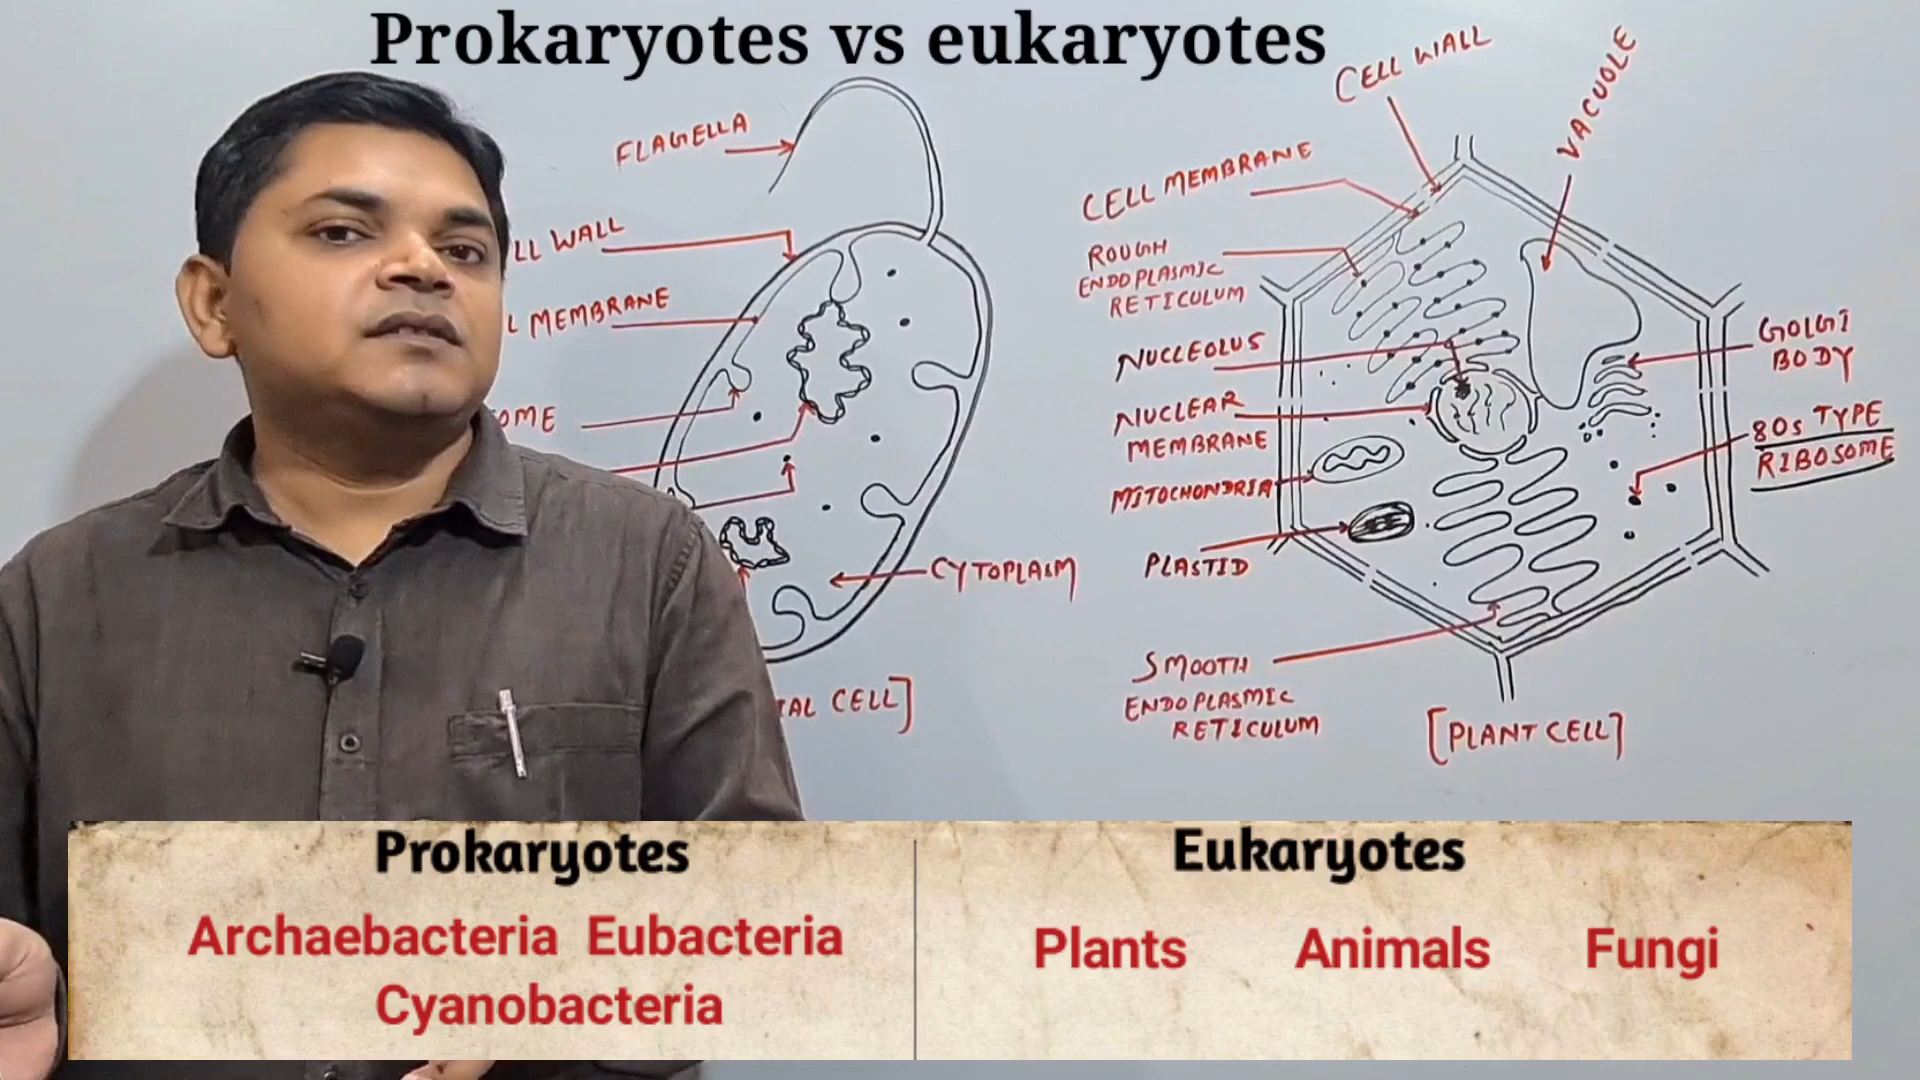 Prokaryotes vs eukaryotes
FLAGELLA
LL WALL
L MEMBRANE
OME
CYTOPLASM
AL CELL]
CELL WALL
VACUOLE
CELL MEMBRANE
ROUGH
ENDOPLASMIC
RETICULUM
NUCLEOLUS
NUCLEAR
MEMBRANE
MITOCHONDRIA
PLASTID
SMOOTH
ENDOPLASMIC
RETICULUM
GOLGI
BODY
80s TYPE
RIBOSOME
[PLANT CELL]
Prokaryotes
Archaebacteria Eubacteria
Cyanobacteria
Eukaryotes
Plants Animals Fungi